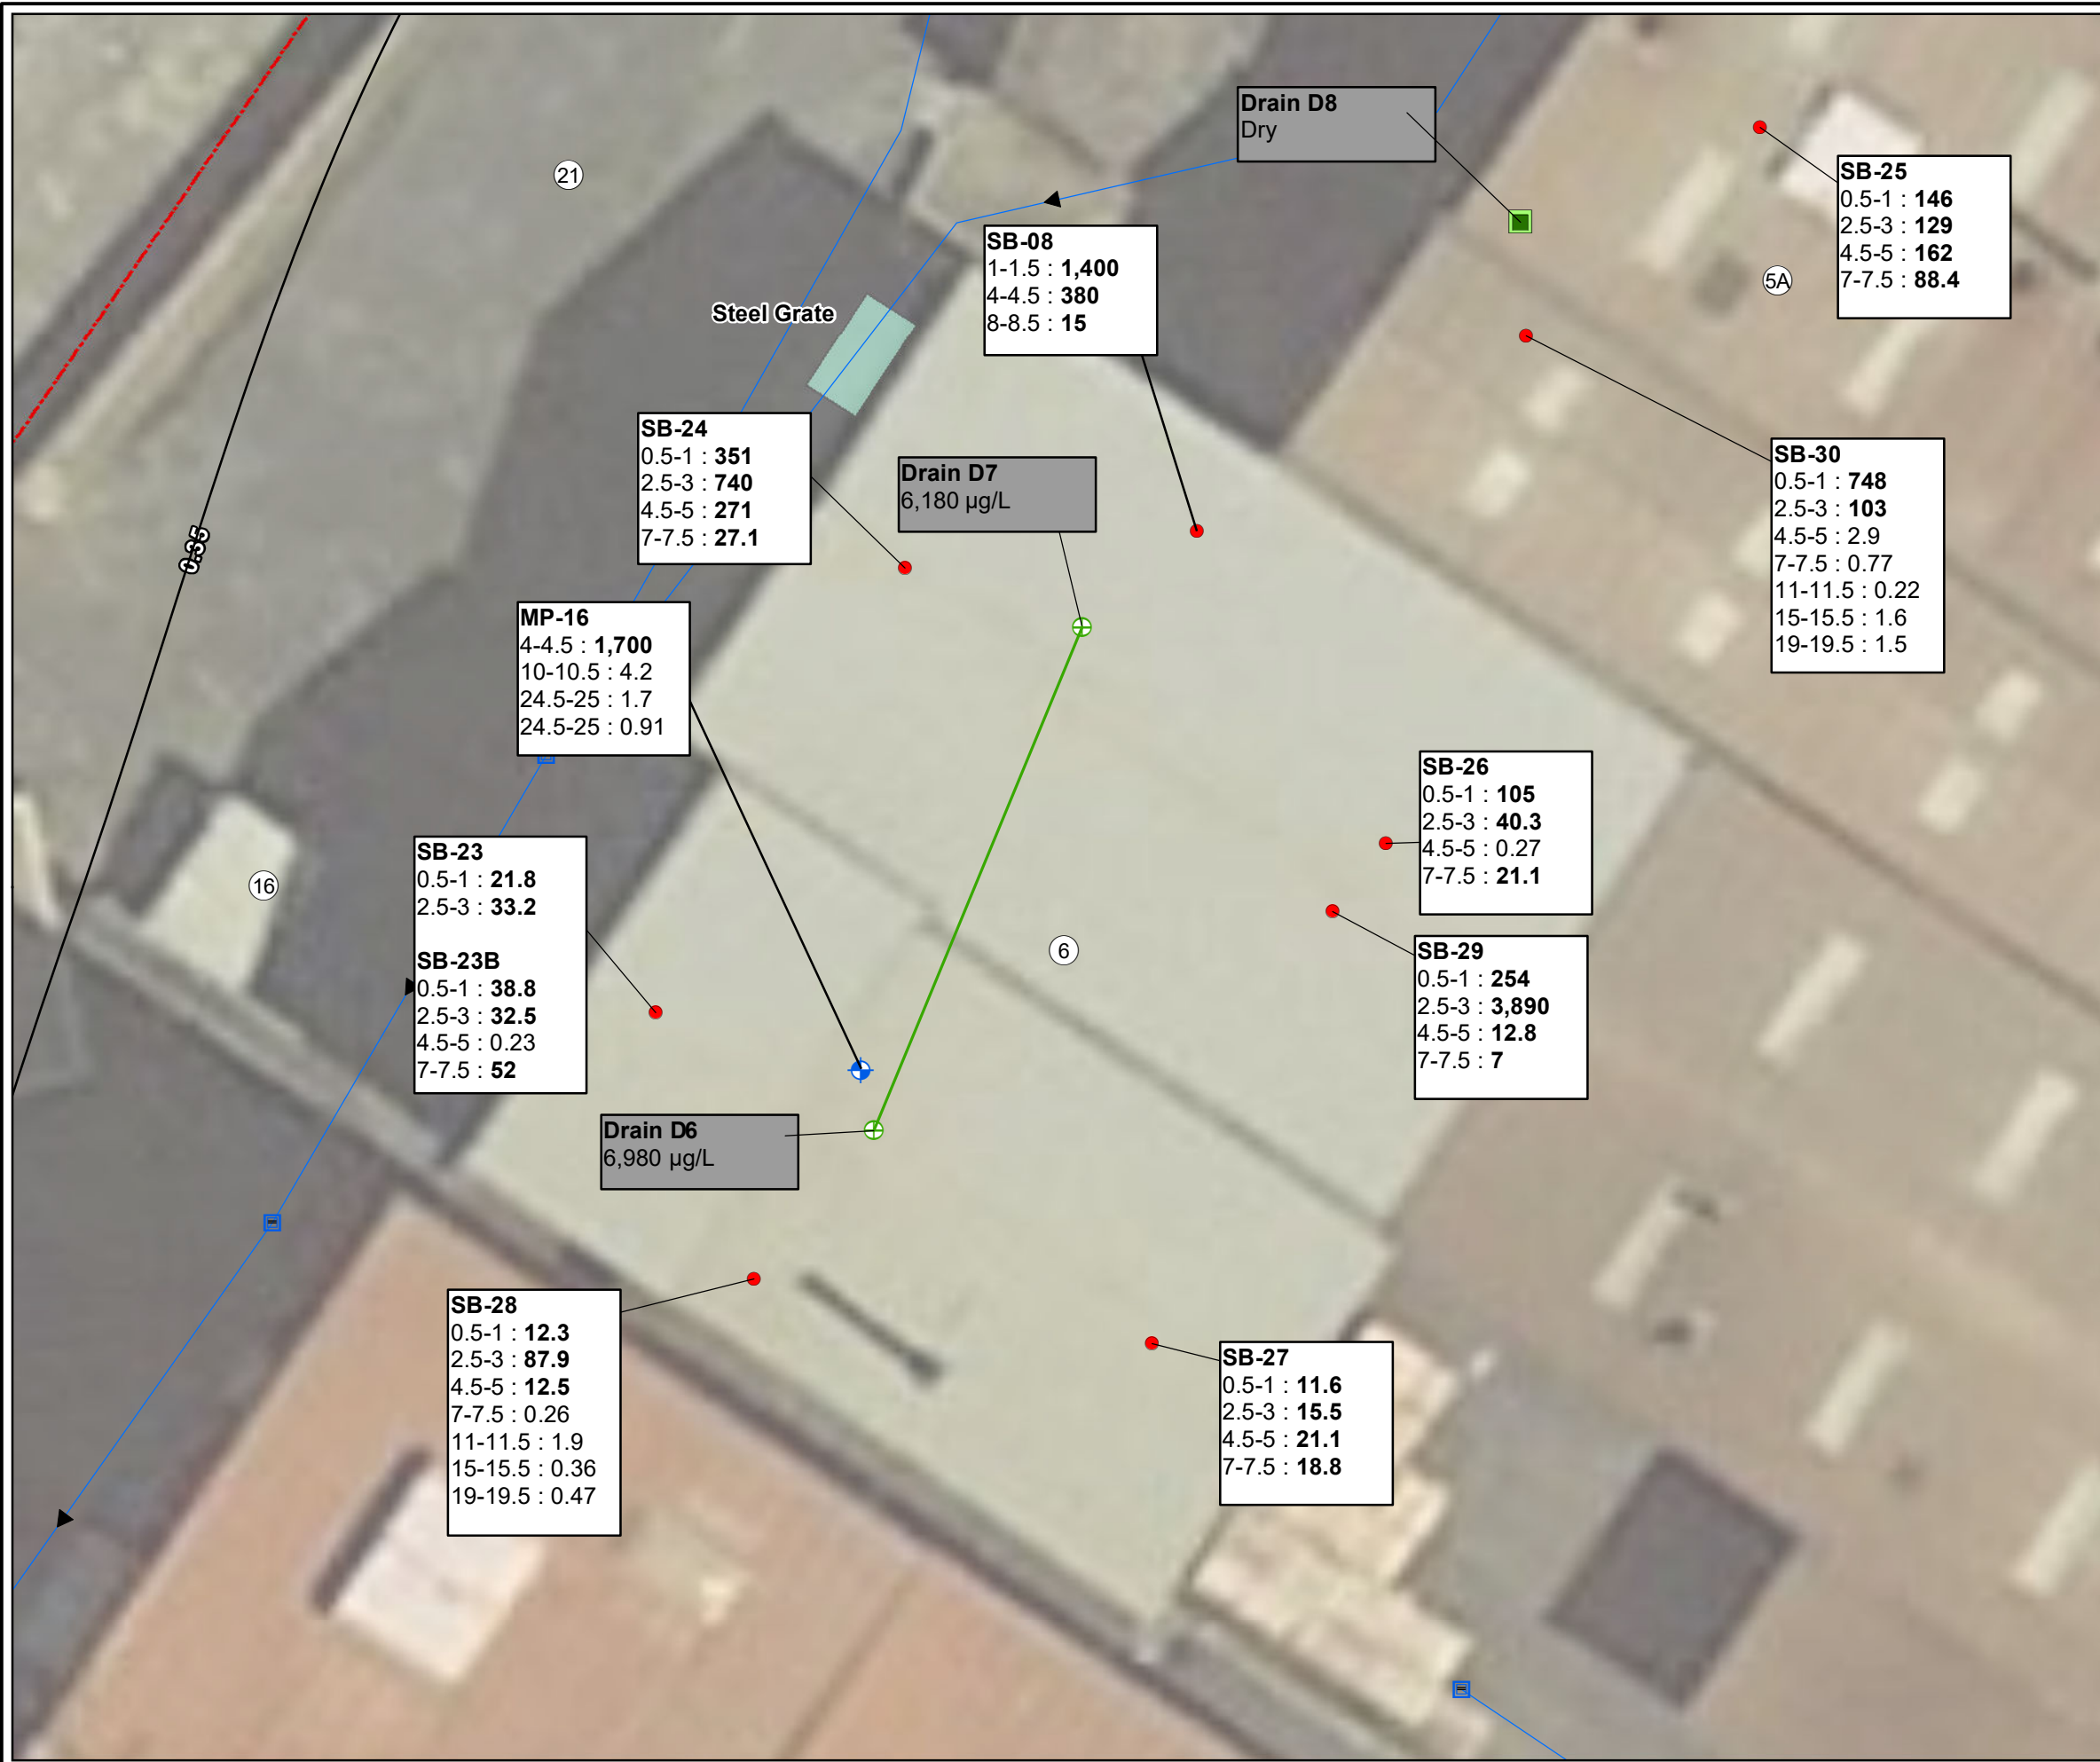 Drain D8
Dry
21
SB-25
0.5-1 : 146
2.5-3 : 129
4.5-5 : 162
7-7.5 : 88.4
5A
SB-08
1-1.5 : 1,400
4-4.5 : 380
8-8.5 : 15
Steel Grate
SB-24
0.5-1 : 351
2.5-3 : 740
4.5-5 : 271
7-7.5 : 27.1
Drain D7
6,180 µg/L
SB-30
0.5-1 : 748
2.5-3 : 103
4.5-5 : 2.9
7-7.5 : 0.77
11-11.5 : 0.22
15-15.5 : 1.6
19-19.5 : 1.5
0.35
MP-16
4-4.5 : 1,700
10-10.5 : 4.2
24.5-25 : 1.7
24.5-25 : 0.91
SB-26
0.5-1 : 105
2.5-3 : 40.3
4.5-5 : 0.27
7-7.5 : 21.1
16
SB-23
0.5-1 : 21.8
2.5-3 : 33.2
SB-23B
0.5-1 : 38.8
2.5-3 : 32.5
4.5-5 : 0.23
7-7.5 : 52
6
SB-29
0.5-1 : 254
2.5-3 : 3,890
4.5-5 : 12.8
7-7.5 : 7
Drain D6
6,980 µg/L
SB-28
0.5-1 : 12.3
2.5-3 : 87.9
4.5-5 : 12.5
7-7.5 : 0.26
11-11.5 : 1.9
15-15.5 : 0.36
19-19.5 : 0.47
SB-27
0.5-1 : 11.6
2.5-3 : 15.5
4.5-5 : 21.1
7-7.5 : 18.8